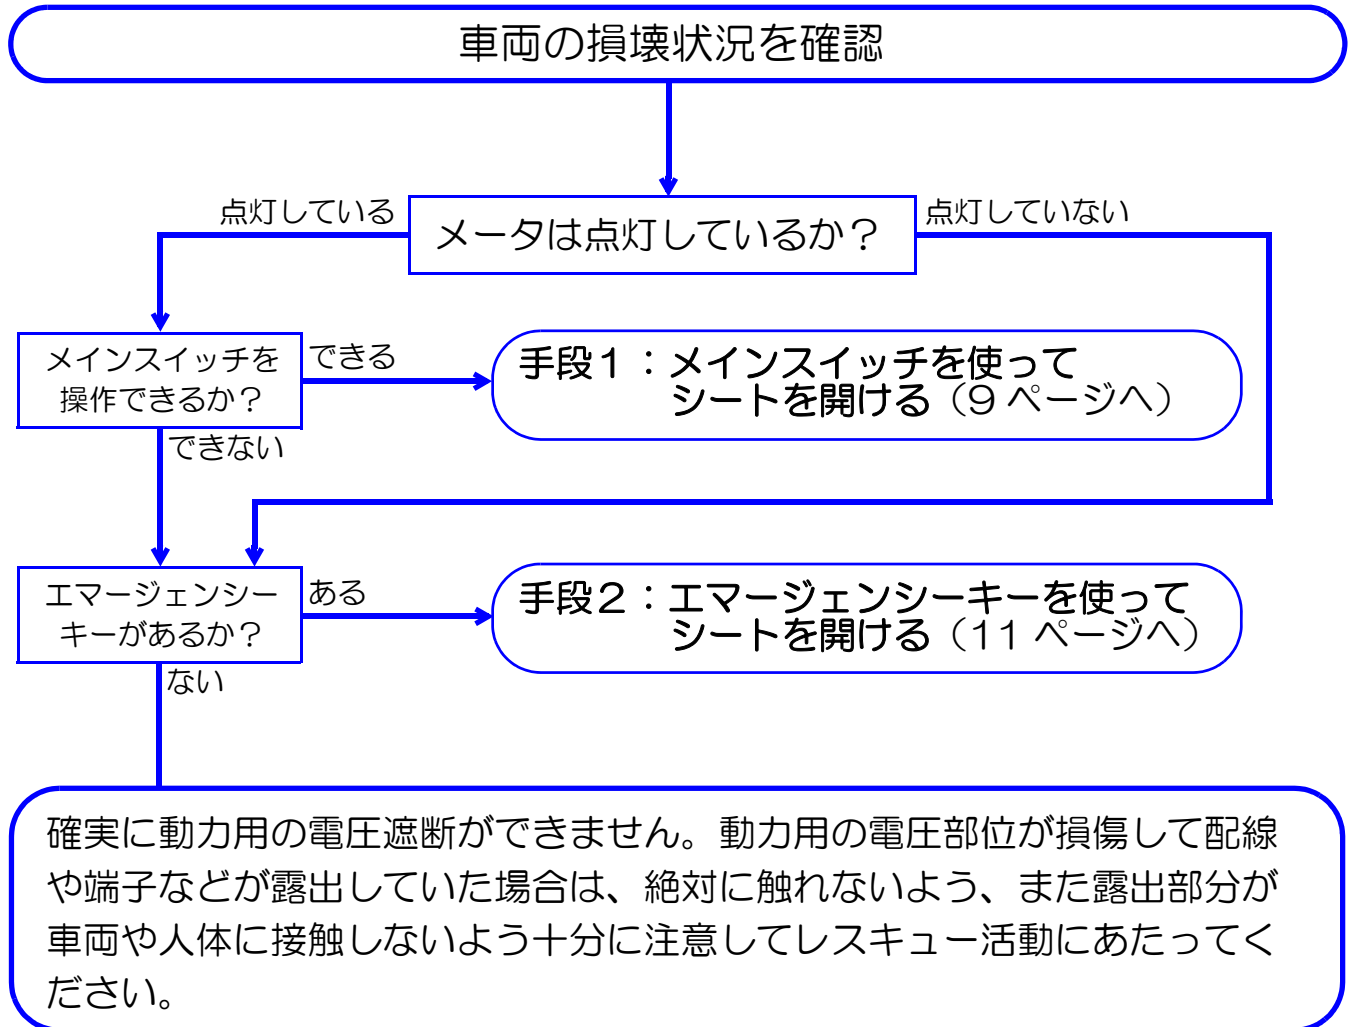 車両の損壊状況を確認
点灯している
メータは点灯しているか？
点灯していない
メインスイッチを
操作できるか？
できる
手段１：メインスイッチを使って
シートを開ける（9 ページへ）
できない
エマージェンシー
キーがあるか？
ある
手段２：エマージェンシーキーを使って
シートを開ける（11 ページへ）
ない
確実に動力用の電圧遮断ができません。動力用の電圧部位が損傷して配線
や端子などが露出していた場合は、絶対に触れないよう、また露出部分が
車両や人体に接触しないよう十分に注意してレスキュー活動にあたってく
ださい。